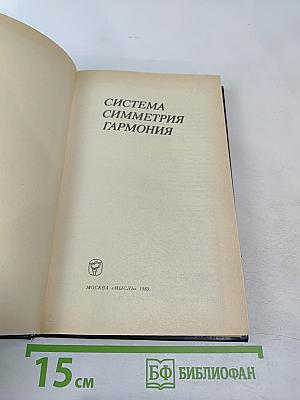 СИСТЕМА
СИММЕТРИЯ
ГАРМОНИЯ
МОСКВА «МЫСЛЬ» 1988
15 см
БФ БИБЛИОФАН